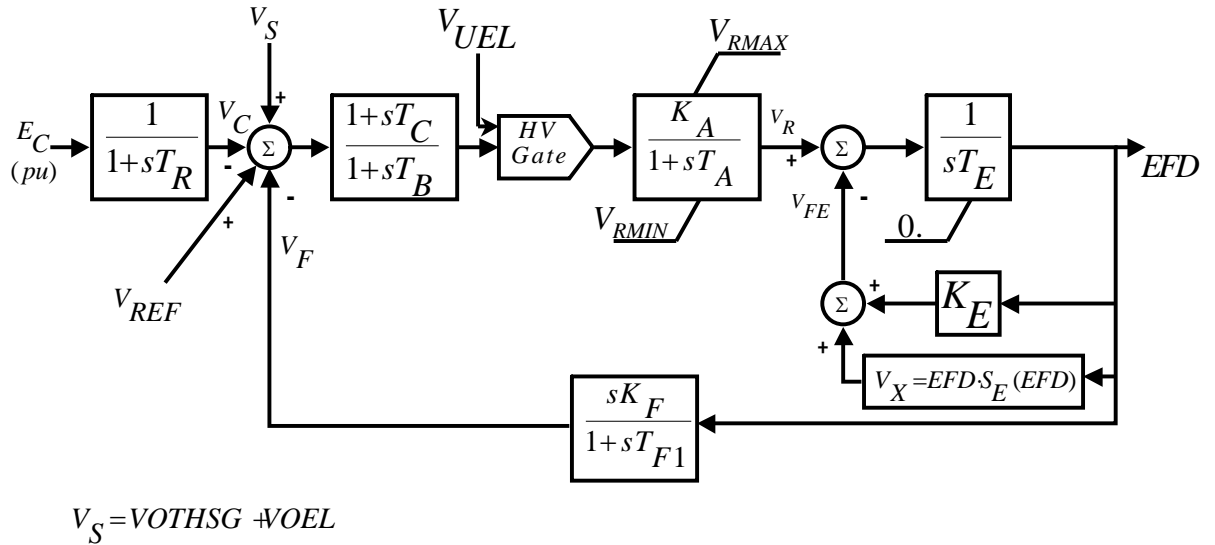 V_S
V_UEL
V_RMAX
E_C
(pu)
1
1+sT_R
V_C
+
-
Σ
+
-
1+sT_C
1+sT_B
HV
Gate
K_A
1+sT_A
V_R
+
Σ
-
1
sT_E
EFD
V_RMIN
V_FE
0.
V_REF
V_F
Σ
+
+
K_E
V_X=EFD·S_E(EFD)
sK_F
1+sT_F1
V_S=VOTHSG +VOEL